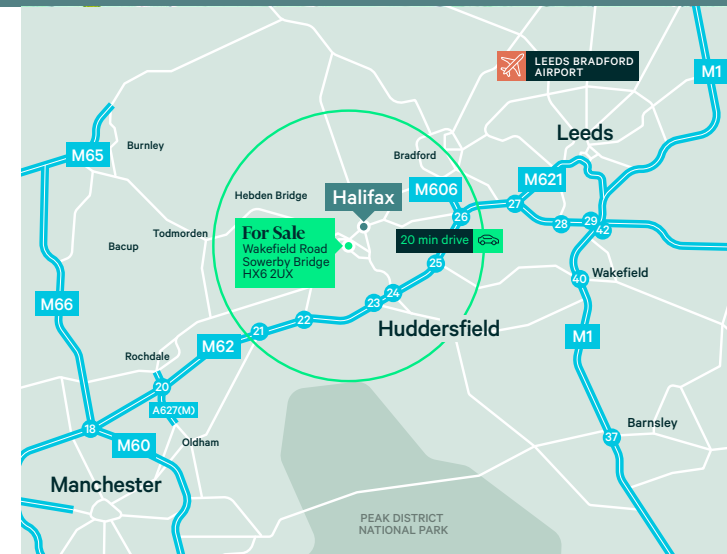 LEEDS BRADFORD
AIRPORT
M1
Leeds
Burnley
M65
Bradford
M606
M621
Hebden Bridge
Halifax
27
26
28
29
42
Todmorden
Bacup
For Sale
Wakefield Road
Sowerby Bridge
HX6 2UX
20 min drive
25
Wakefield
40
M66
24
23
22
21
Huddersfield
M1
M62
Rochdale
20
A627(M)
18
M60
Oldham
Barnsley
37
Manchester
PEAK DISTRICT
NATIONAL PARK